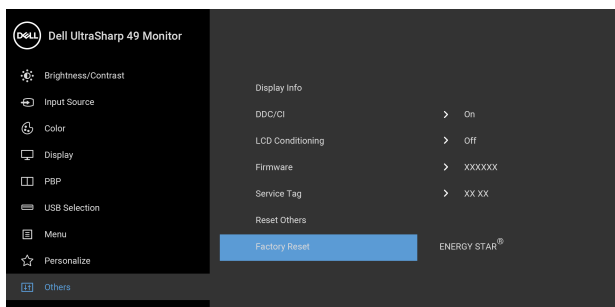 DELL Dell UltraSharp 49 Monitor
Brightness/Contrast
Input Source
Color
Display
PBP
USB Selection
Menu
Personalize
Others
Display Info
DDC/CI > On
LCD Conditioning > Off
Firmware > XXXXXX
Service Tag > XX XX
Reset Others
Factory Reset ENERGY STAR®